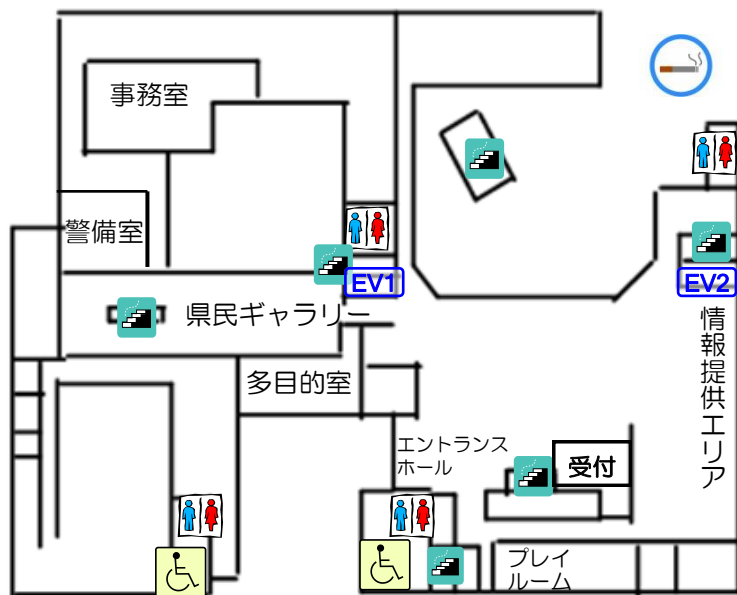 事務室
警備室
EV1
EV2
県民ギャラリー
情報提供エリア
多目的室
エントランス
ホール
受付
プレイ
ルーム